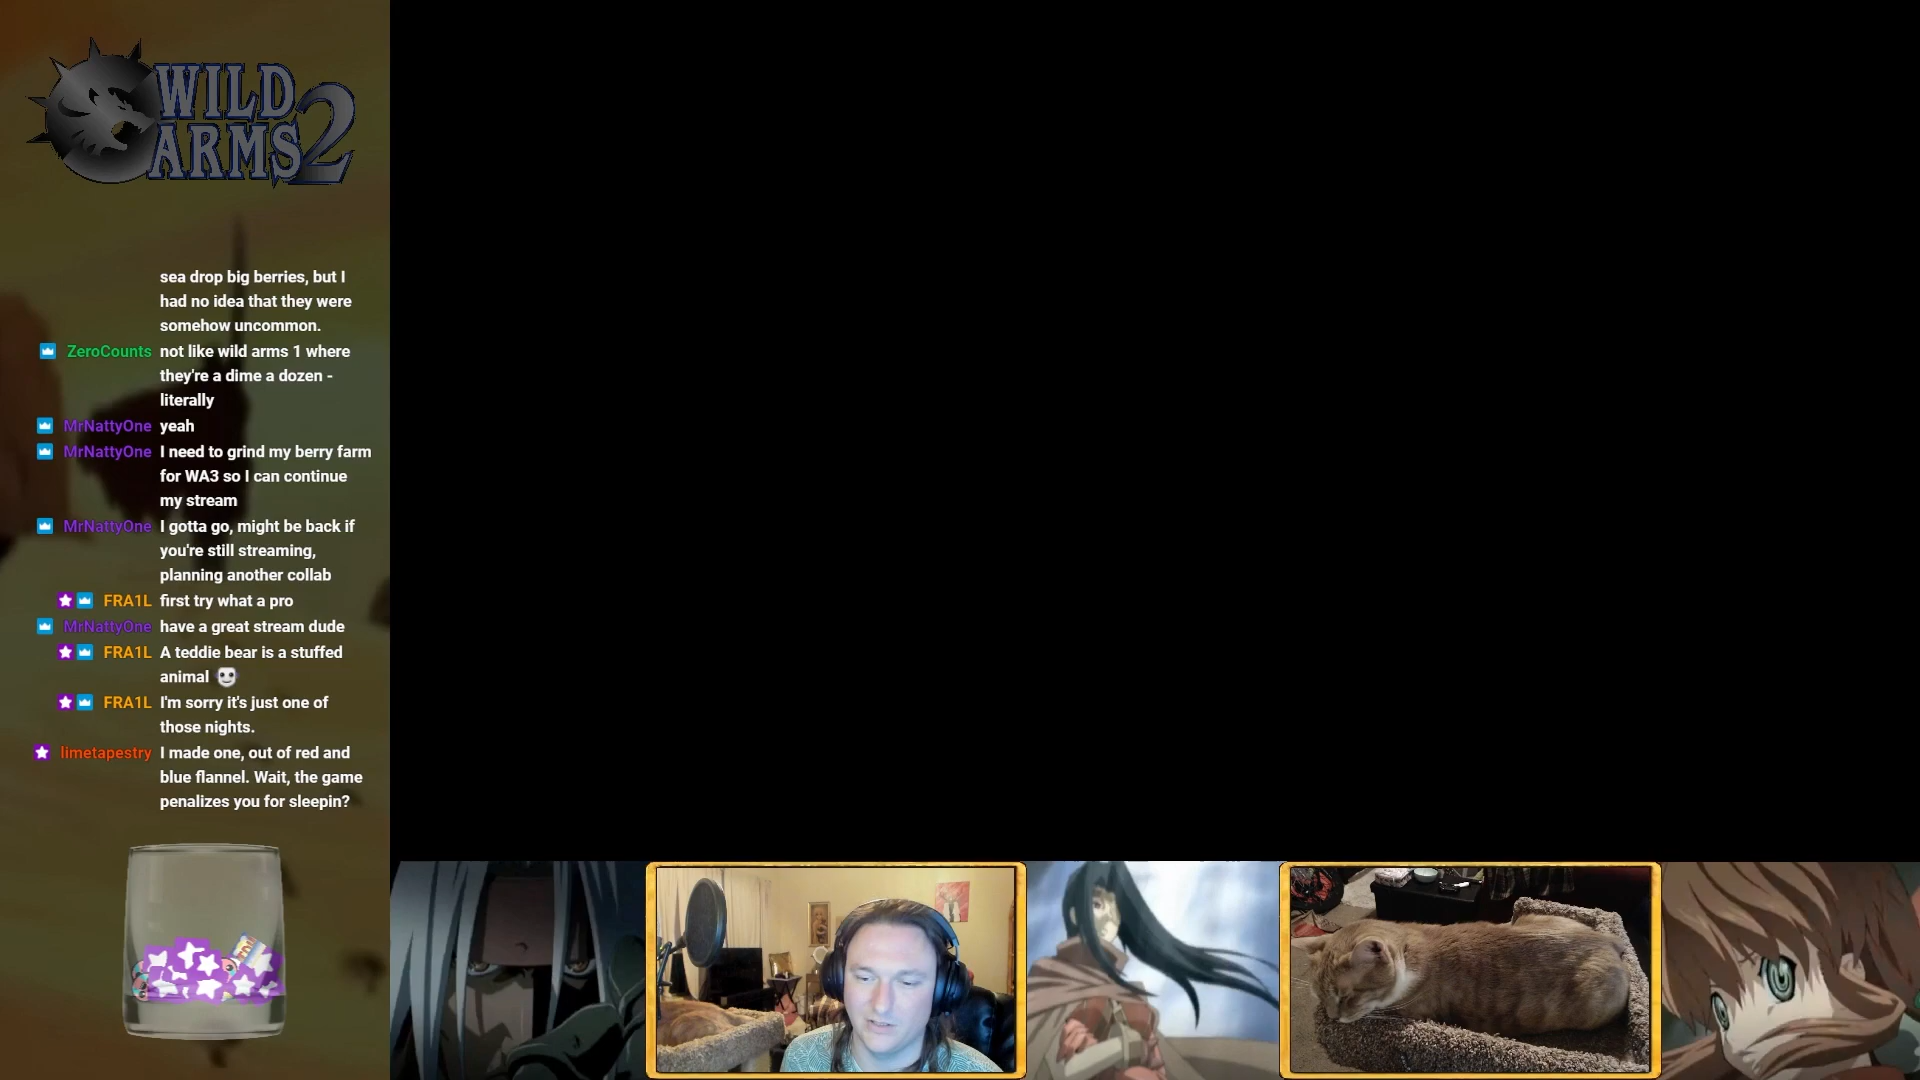 WILD
ARMS 2
sea drop big berries, but I
had no idea that they were
somehow uncommon.
ZeroCounts not like wild arms 1 where
they're a dime a dozen -
literally
MrNattyOne yeah
MrNattyOne I need to grind my berry farm
for WA3 so I can continue
my stream
MrNattyOne I gotta go, might be back if
you're still streaming,
planning another collab
FRA1L first try what a pro
MrNattyOne have a great stream dude
FRA1L A teddie bear is a stuffed
animal
FRA1L I'm sorry it's just one of
those nights.
limetapestry I made one, out of red and
blue flannel. Wait, the game
penalizes you for sleepin?